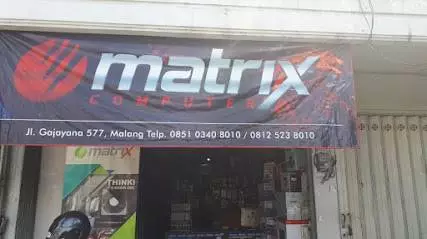 matrix
COMPUTER
Jl. Gajayana 577, Malang Telp. 0851 0340 8010 / 0812 523 8010
matrix
THINK!